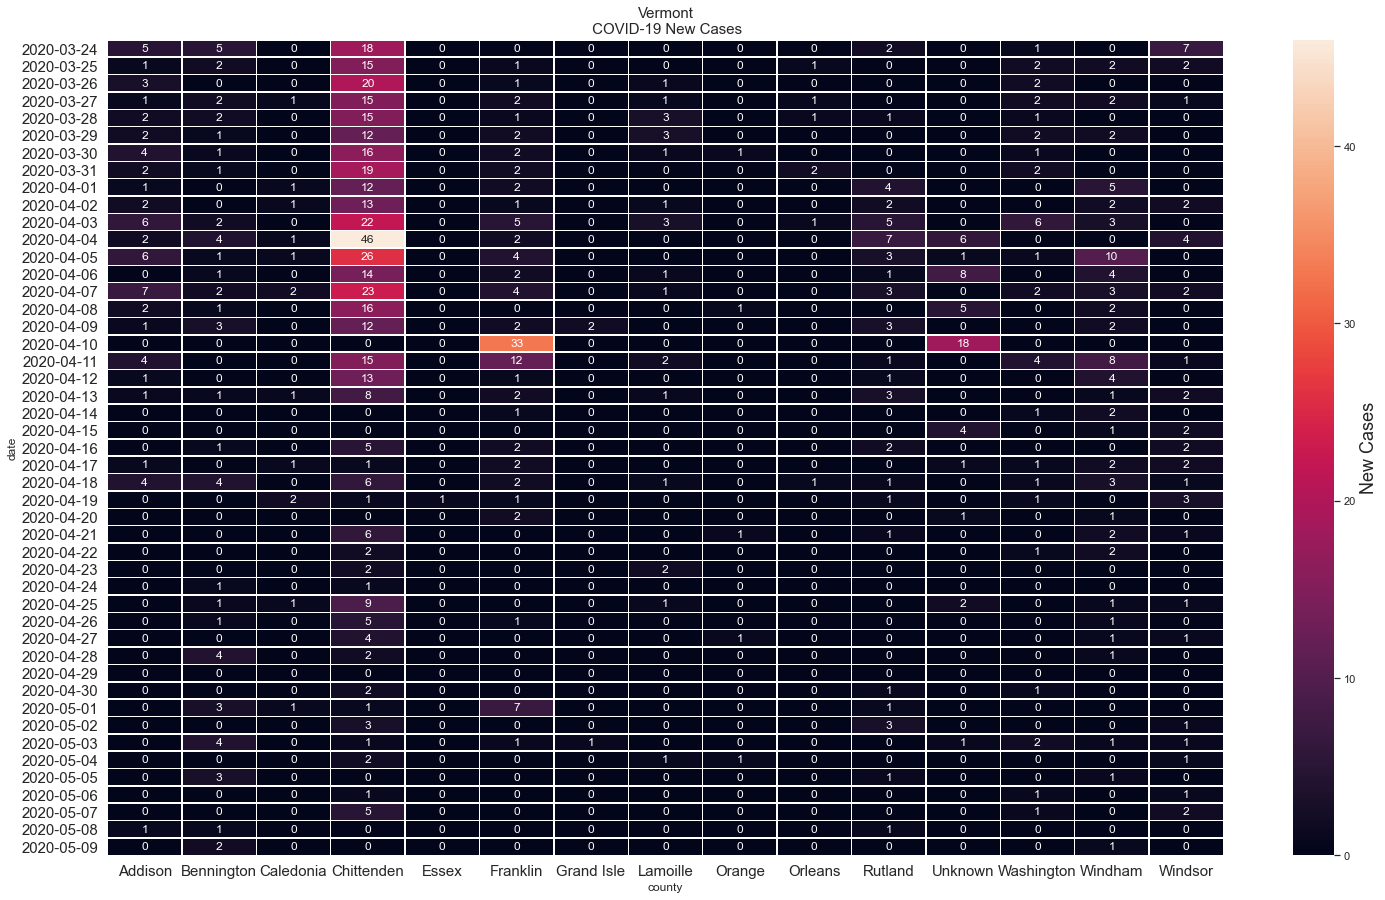 Vermont
COVID-19 New Cases
2020-03-24 5 5 0 18 0 0 0 0 0 0 2 0 1 0 7
2020-03-25 1 2 0 15 0 1 0 0 0 1 0 0 2 2 2
2020-03-26 3 0 0 20 0 1 0 1 0 0 0 0 2 0 0
2020-03-27 1 2 1 15 0 2 0 1 0 1 0 0 2 2 1
2020-03-28 2 2 0 15 0 1 0 3 0 1 1 0 1 0 0
2020-03-29 2 1 0 12 0 2 0 3 0 0 0 0 2 2 0
2020-03-30 4 1 0 16 0 2 0 1 1 0 0 0 1 0 0
2020-03-31 2 1 0 19 0 2 0 0 0 2 0 0 2 0 0
2020-04-01 1 0 1 12 0 2 0 0 0 0 4 0 0 5 0
2020-04-02 2 0 1 13 0 1 0 1 0 0 2 0 0 2 2
2020-04-03 6 2 0 22 0 5 0 3 0 1 5 0 6 3 0
2020-04-04 2 4 1 46 0 2 0 0 0 0 7 6 0 0 4
2020-04-05 6 1 1 26 0 4 0 0 0 0 3 1 1 10 0
2020-04-06 0 1 0 14 0 2 0 1 0 0 1 8 0 4 0
2020-04-07 7 2 2 23 0 4 0 1 0 0 3 0 2 3 2
2020-04-08 2 1 0 16 0 0 0 0 1 0 0 5 0 2 0
2020-04-09 1 3 0 12 0 2 2 0 0 0 3 0 0 2 0
2020-04-10 0 0 0 0 0 33 0 0 0 0 0 18 0 0 0
2020-04-11 4 0 0 15 0 12 0 2 0 0 1 0 4 8 1
2020-04-12 1 0 0 13 0 1 0 0 0 0 1 0 0 4 0
2020-04-13 1 1 1 8 0 2 0 1 0 0 3 0 0 1 2
2020-04-14 0 0 0 0 0 1 0 0 0 0 0 0 1 2 0
2020-04-15 0 0 0 0 0 0 0 0 0 0 0 4 0 1 2
2020-04-16 0 1 0 5 0 2 0 0 0 0 2 0 0 0 2
2020-04-17 1 0 1 1 0 2 0 0 0 0 0 1 1 2 2
2020-04-18 4 4 0 6 0 2 0 1 0 1 1 0 1 3 1
2020-04-19 0 0 2 1 1 1 0 0 0 0 1 0 1 0 3
2020-04-20 0 0 0 0 0 2 0 0 0 0 0 1 0 1 0
2020-04-21 0 0 0 6 0 0 0 0 1 0 1 0 0 2 1
2020-04-22 0 0 0 2 0 0 0 0 0 0 0 0 1 2 0
2020-04-23 0 0 0 2 0 0 0 2 0 0 0 0 0 0 0
2020-04-24 0 1 0 1 0 0 0 0 0 0 0 0 0 0 0
2020-04-25 0 1 1 9 0 0 0 1 0 0 0 2 0 1 1
2020-04-26 0 1 0 5 0 1 0 0 0 0 0 0 0 1 0
2020-04-27 0 0 0 4 0 0 0 0 1 0 0 0 0 1 1
2020-04-28 0 4 0 2 0 0 0 0 0 0 0 0 0 1 0
2020-04-29 0 0 0 0 0 0 0 0 0 0 0 0 0 0 0
2020-04-30 0 0 0 2 0 0 0 0 0 0 1 0 1 0 0
2020-05-01 0 3 1 1 0 7 0 0 0 0 1 0 0 0 0
2020-05-02 0 0 0 3 0 0 0 0 0 0 3 0 0 0 1
2020-05-03 0 4 0 1 0 1 1 0 0 0 0 1 2 1 1
2020-05-04 0 0 0 2 0 0 0 1 1 0 0 0 0 0 1
2020-05-05 0 3 0 0 0 0 0 0 0 0 1 0 0 1 0
2020-05-06 0 0 0 1 0 0 0 0 0 0 0 0 1 0 1
2020-05-07 0 0 0 5 0 0 0 0 0 0 0 0 1 0 2
2020-05-08 1 1 0 0 0 0 0 0 0 0 1 0 0 0 0
2020-05-09 0 2 0 0 0 0 0 0 0 0 0 0 0 1 0
Addison Bennington Caledonia Chittenden Essex Franklin Grand Isle Lamoille Orange Orleans Rutland Unknown Washington Windham Windsor
county
date
40
30
20
10
0
New Cases